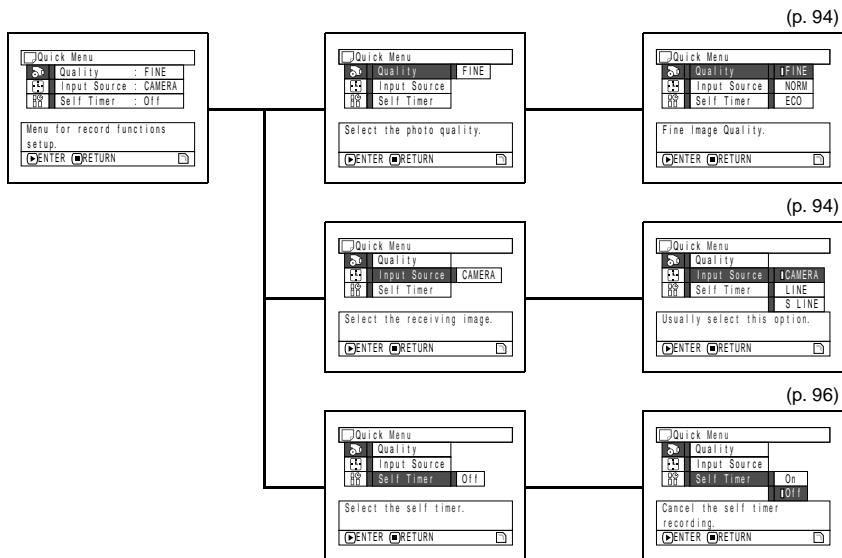 (p. 94)
Quick Menu
Quality : FINE
Input Source : CAMERA
Self Timer : Off
Menu for record functions
setup.
ENTER RETURN
Quick Menu
Quality FINE
Input Source
Self Timer
Select the photo quality.
ENTER RETURN
Quick Menu
Quality FINE
Input Source NORM
Self Timer ECO
Fine Image Quality.
ENTER RETURN
(p. 94)
Quick Menu
Quality
Input Source CAMERA
Self Timer
Select the receiving image.
ENTER RETURN
Quick Menu
Quality
Input Source CAMERA
Self Timer LINE
S LINE
Usually select this option.
ENTER RETURN
(p. 96)
Quick Menu
Quality
Input Source
Self Timer Off
Select the self timer.
ENTER RETURN
Quick Menu
Quality
Input Source
Self Timer On
Off
Cancel the self timer
recording.
ENTER RETURN